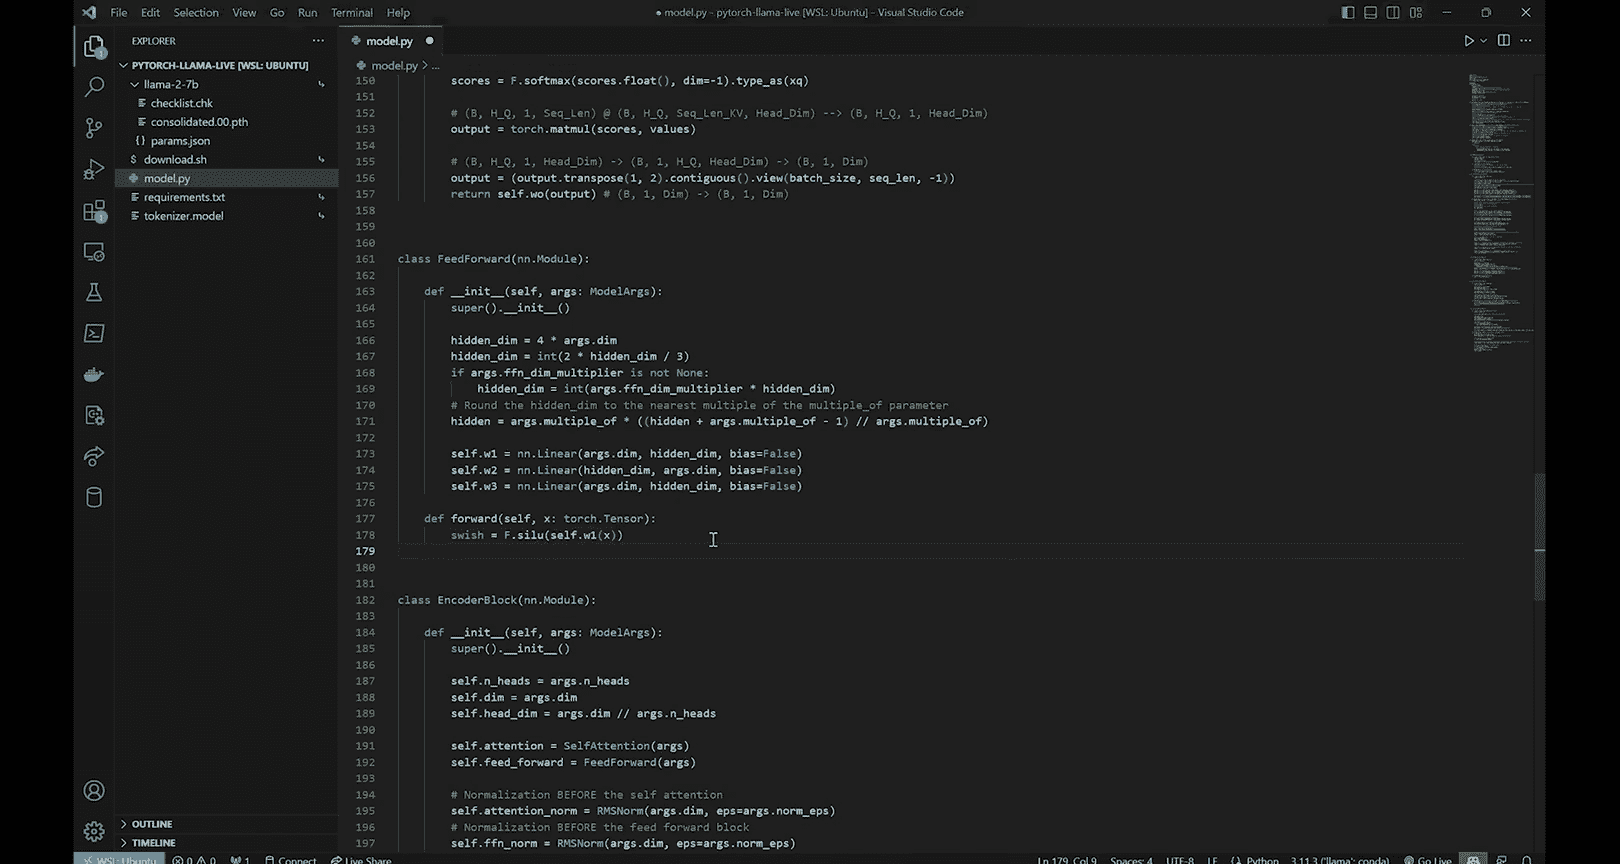 File Edit Selection View Go Run Terminal Help
● model.py - pytorch-llama-live [WSL: Ubuntu] - Visual Studio Code
EXPLORER
PYTORCH-LLAMA-LIVE [WSL: UBUNTU]
llama-2-7b
checklist.chk
consolidated.00.pth
{} params.json
$ download.sh
model.py
requirements.txt
tokenizer.model
OUTLINE
TIMELINE
1
1
model.py ●
model.py > ...
150 scores = F.softmax(scores.float(), dim=-1).type_as(xq)
151
152 # (B, H_Q, 1, Seq_Len) @ (B, H_Q, Seq_Len_KV, Head_Dim) --> (B, H_Q, 1, Head_Dim)
153 output = torch.matmul(scores, values)
154
155 # (B, H_Q, 1, Head_Dim) -> (B, 1, H_Q, Head_Dim) -> (B, 1, Dim)
156 output = (output.transpose(1, 2).contiguous().view(batch_size, seq_len, -1))
157 return self.wo(output) # (B, 1, Dim) -> (B, 1, Dim)
158
159
160
161 class FeedForward(nn.Module):
162
163 def __init__(self, args: ModelArgs):
164 super().__init__()
165
166 hidden_dim = 4 * args.dim
167 hidden_dim = int(2 * hidden_dim / 3)
168 if args.ffn_dim_multiplier is not None:
169 hidden_dim = int(args.ffn_dim_multiplier * hidden_dim)
170 # Round the hidden_dim to the nearest multiple of the multiple_of parameter
171 hidden = args.multiple_of * ((hidden + args.multiple_of - 1) // args.multiple_of)
172
173 self.w1 = nn.Linear(args.dim, hidden_dim, bias=False)
174 self.w2 = nn.Linear(hidden_dim, args.dim, bias=False)
175 self.w3 = nn.Linear(args.dim, hidden_dim, bias=False)
176
177 def forward(self, x: torch.Tensor):
178 swish = F.silu(self.w1(x))
179
180
181
182 class EncoderBlock(nn.Module):
183
184 def __init__(self, args: ModelArgs):
185 super().__init__()
186
187 self.n_heads = args.n_heads
188 self.dim = args.dim
189 self.head_dim = args.dim // args.n_heads
190
191 self.attention = SelfAttention(args)
192 self.feed_forward = FeedForward(args)
193
194 # Normalization BEFORE the self attention
195 self.attention_norm = RMSNorm(args.dim, eps=args.norm_eps)
196 # Normalization BEFORE the feed forward block
197 self.ffn_norm = RMSNorm(args.dim, eps=args.norm_eps)
WSL: Ubuntu 0 0 1 Connect Live Share Ln 179, Col 9 Spaces: 4 UTF-8 LF Python 3.11.3 ('llama': conda) Go Live